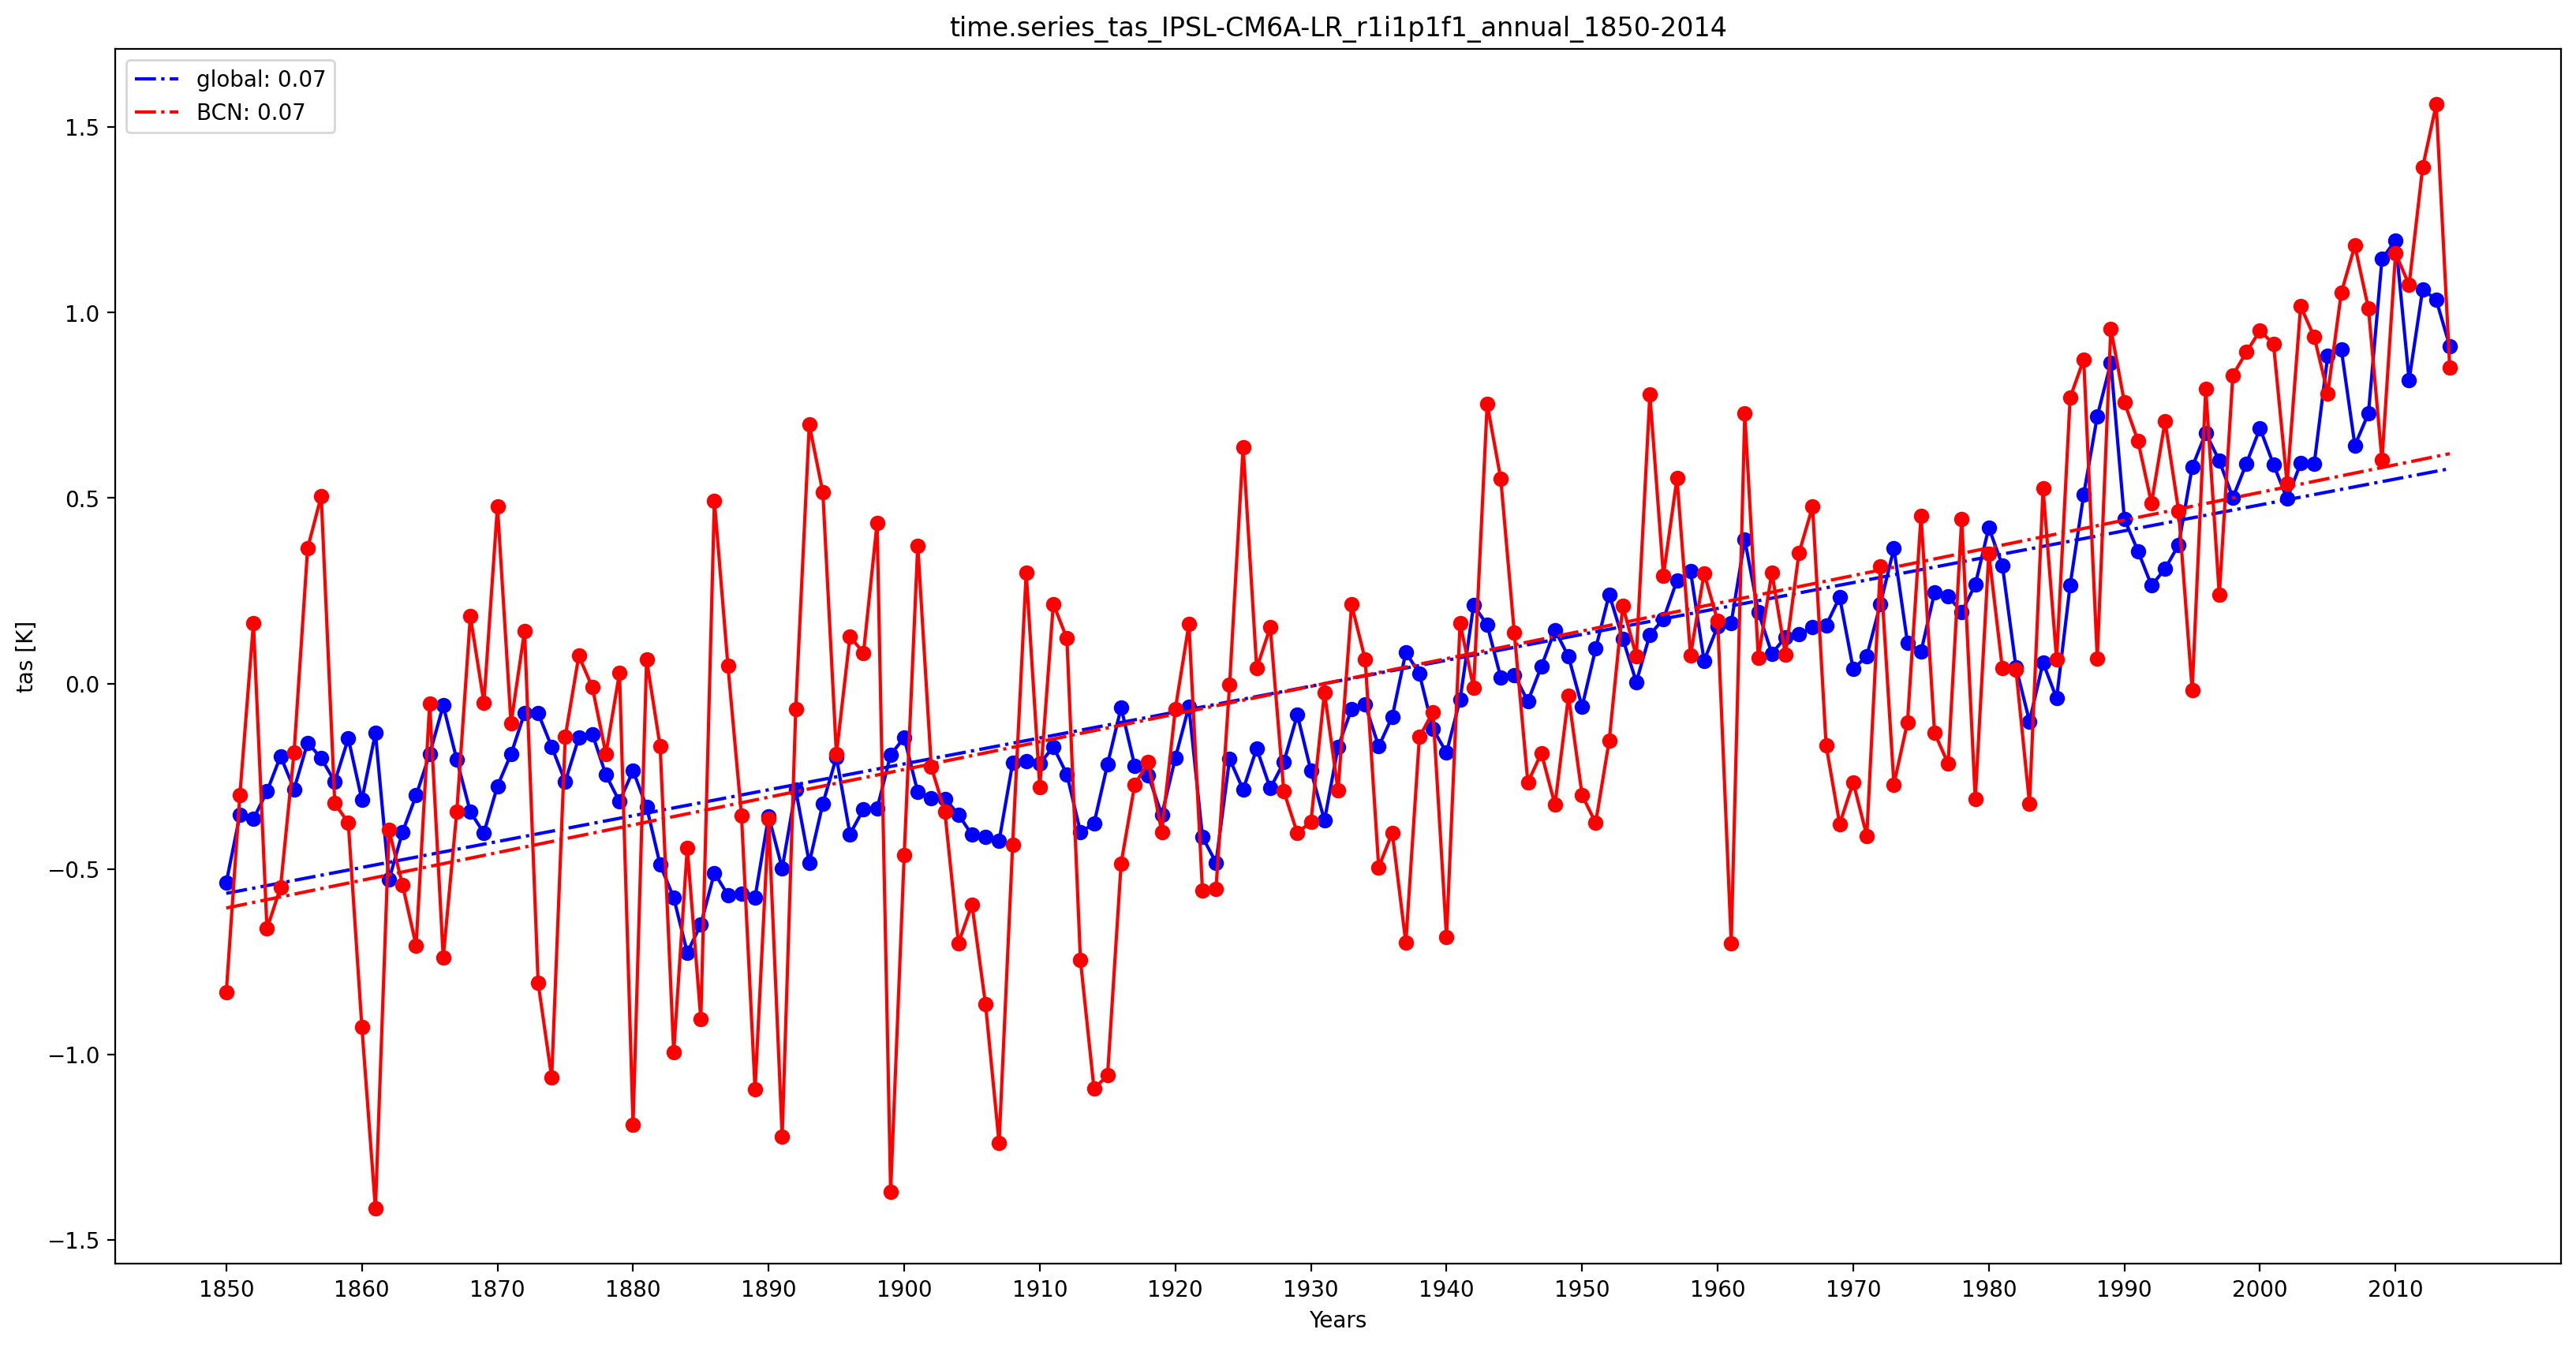 time.series_tas_IPSL-CM6A-LR_r1i1p1f1_annual_1850-2014
global: 0.07
BCN: 0.07
1.5
1.0
0.5
0.0
−0.5
−1.0
−1.5
tas [K]
1850 1860 1870 1880 1890 1900 1910 1920 1930 1940 1950 1960 1970 1980 1990 2000 2010
Years